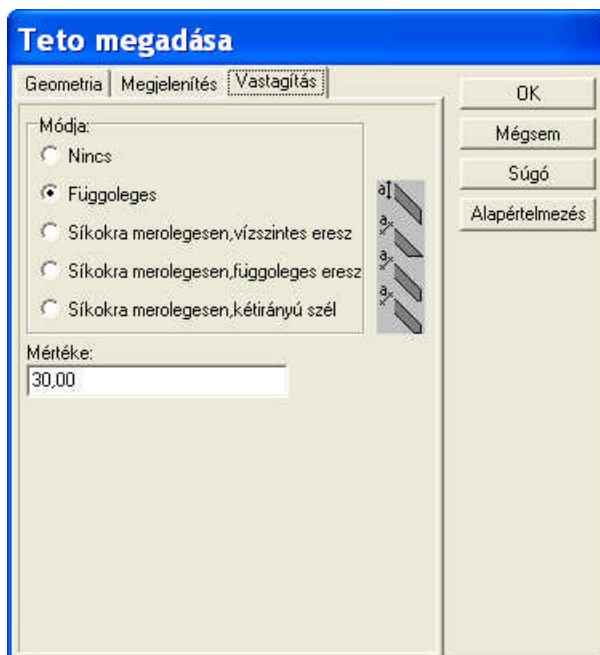 Teto megadása
Geometria Megjelenítés Vastagítás
OK
Mégsem
Súgó
Alapértelmezés
Módja:
Nincs
Függoleges
Síkokra merolegesen,vízszintes eresz
Síkokra merolegesen,függoleges eresz
Síkokra merolegesen,kétirányú szél
a
a
a
a
Mértéke:
30,00